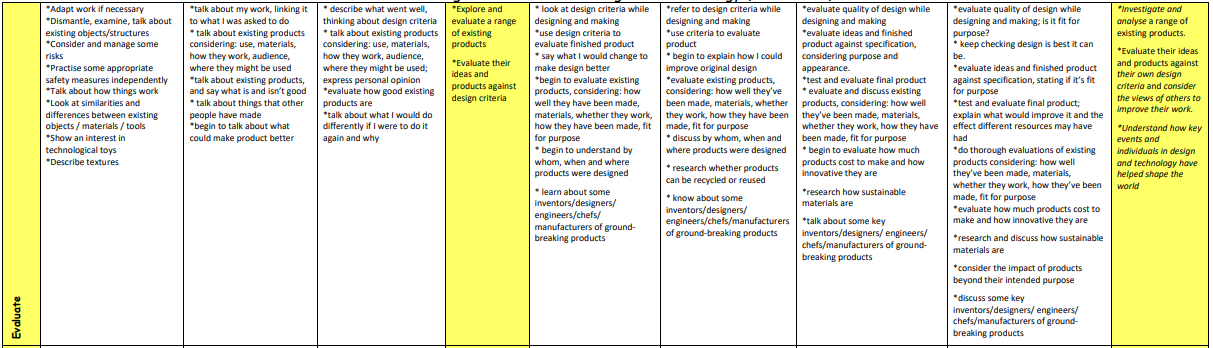 Evaluate
*Adapt work if necessary
*Dismantle, examine, talk about
existing objects/structures
*Consider and manage some
risks
*Practise some appropriate
safety measures independently
*Talk about how things work
*Look at similarities and
differences between existing
objects / materials / tools
*Show an interest in
technological toys
*Describe textures
*talk about my work, linking it
to what I was asked to do
* talk about existing products
considering: use, materials,
how they work, audience,
where they might be used
*talk about existing products,
and say what is and isn't good
* talk about things that other
people have made
*begin to talk about what
could make product better
* describe what went well,
thinking about design criteria
* talk about existing products
considering: use, materials,
how they work, audience,
where they might be used;
express personal opinion
*evaluate how good existing
products are
*talk about what I would do
differently if I were to do it
again and why
*Explore and
evaluate a range
of existing
products
*Evaluate their
ideas and
products against
design criteria
* look at design criteria while
designing and making
*use design criteria to
evaluate finished product
* say what I would change to
make design better
*begin to evaluate existing
products, considering: how
well they have been made,
materials, whether they work,
how they have been made, fit
for purpose
* begin to understand by
whom, when and where
products were designed
* learn about some
inventors/designers/
engineers/chefs/
manufacturers of ground-
breaking products
* refer to design criteria while
designing and making
*use criteria to evaluate
product
* begin to explain how I could
improve original design
*evaluate existing products,
considering: how well they've
been made, materials, whether
they work, how they have been
made, fit for purpose
* discuss by whom, when and
where products were designed
* research whether products
can be recycled or reused
* know about some
inventors/designers/
engineers/chefs/manufacturers
of ground-breaking products
*evaluate quality of design while
designing and making
*evaluate ideas and finished
product against specification,
considering purpose and
appearance.
*test and evaluate final product
* evaluate and discuss existing
products, considering: how well
they've been made, materials,
whether they work, how they have
been made, fit for purpose
* begin to evaluate how much
products cost to make and how
innovative they are
*research how sustainable
materials are
*talk about some key
inventors/designers/ engineers/
chefs/manufacturers of ground-
breaking products
*evaluate quality of design while
designing and making; is it fit for
purpose?
* keep checking design is best it can
be.
*evaluate ideas and finished product
against specification, stating if it's fit
for purpose
*test and evaluate final product;
explain what would improve it and the
effect different resources may have
had
*do thorough evaluations of existing
products considering: how well
they've been made, materials,
whether they work, how they've been
made, fit for purpose
*evaluate how much products cost to
make and how innovative they are
*research and discuss how sustainable
materials are
*consider the impact of products
beyond their intended purpose
*discuss some key
inventors/designers/ engineers/
chefs/manufacturers of ground-
breaking products
*Investigate and
analyse a range of
existing products.
*Evaluate their ideas
and products against
their own design
criteria and consider
the views of others to
improve their work.
*Understand how key
events and
individuals in design
and technology have
helped shape the
world